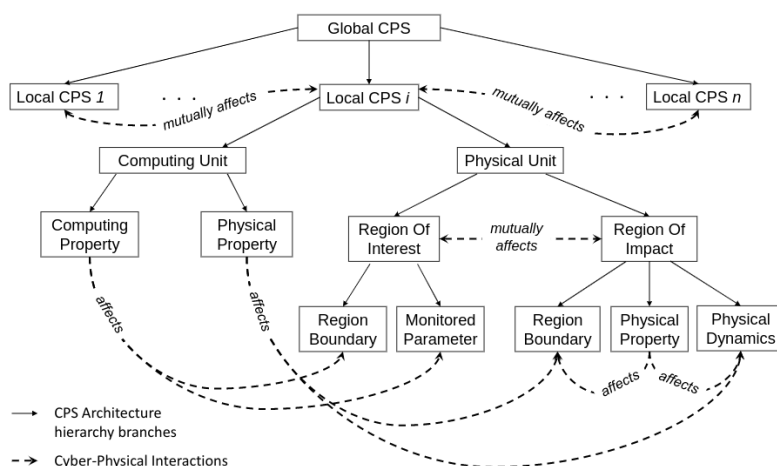 Global CPS
Local CPS 1
. . .
Local CPS i
. . .
Local CPS n
mutually affects
mutually affects
Computing Unit
Physical Unit
Computing
Property
Physical
Property
Region Of
Interest
mutually
affects
Region Of
Impact
affects
affects
Region
Boundary
Monitored
Parameter
Region
Boundary
Physical
Property
Physical
Dynamics
affects
affects
CPS Architecture
hierarchy branches
Cyber-Physical Interactions